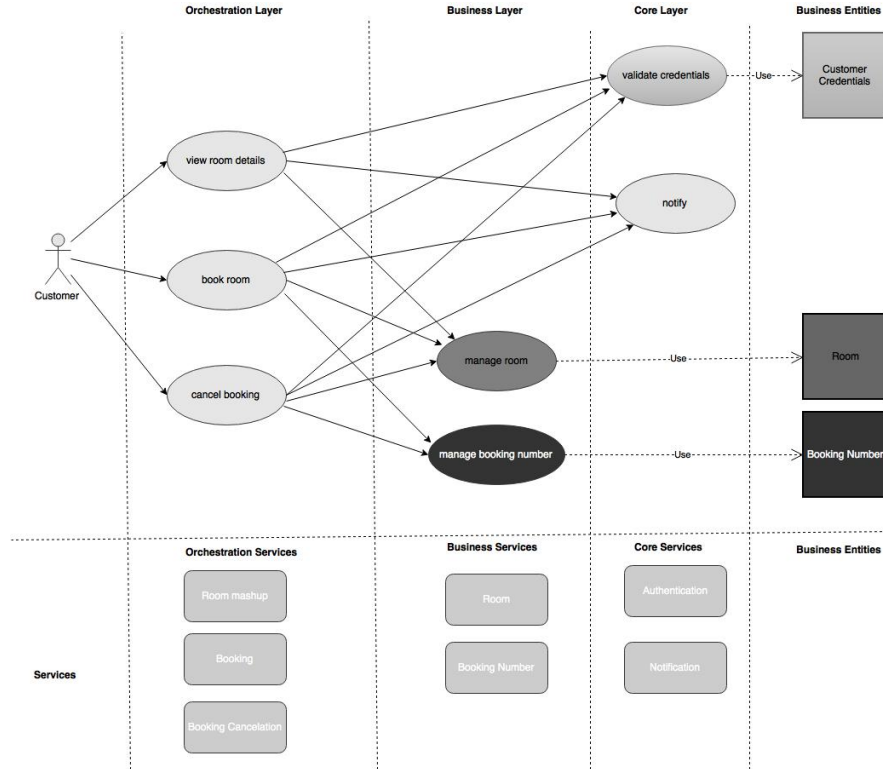 Orchestration Layer
Business Layer
Core Layer
Business Entities
validate credentials
Use
Customer
Credentials
view room details
notify
Customer
book room
manage room
Use
Room
cancel booking
manage booking number
Use
Booking Number
Orchestration Services
Business Services
Core Services
Business Entities
Room mashup
Room
Authentication
Booking
Booking Number
Notification
Services
Booking Cancelation